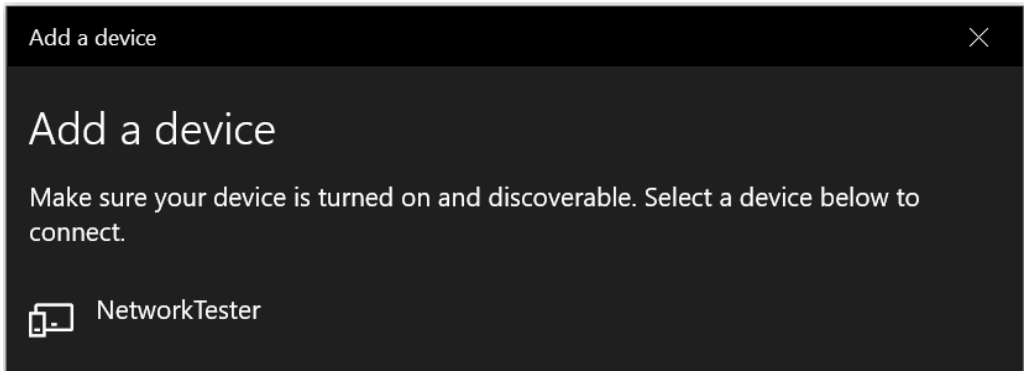 Add a device
Add a device
Make sure your device is turned on and discoverable. Select a device below to
connect.
NetworkTester